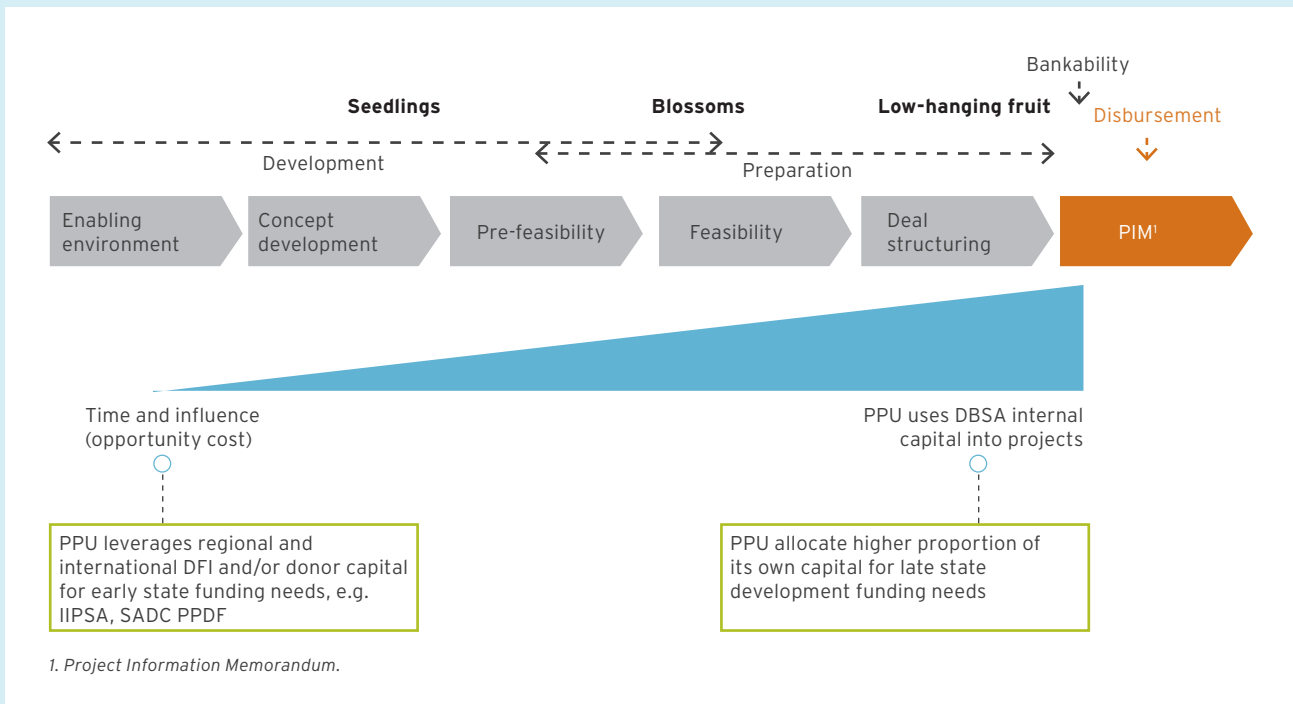 Bankability
Seedlings
Blossoms
Low-hanging fruit
Disbursement
Development
Preparation
Enabling
environment
Concept
development
Pre-feasibility
Feasibility
Deal
structuring
PIM¹
Time and influence
(opportunity cost)
PPU uses DBSA internal
capital into projects
PPU leverages regional and
international DFI and/or donor capital
for early state funding needs, e.g.
IIPSA, SADC PPDF
PPU allocate higher proportion of
its own capital for late state
development funding needs
1. Project Information Memorandum.